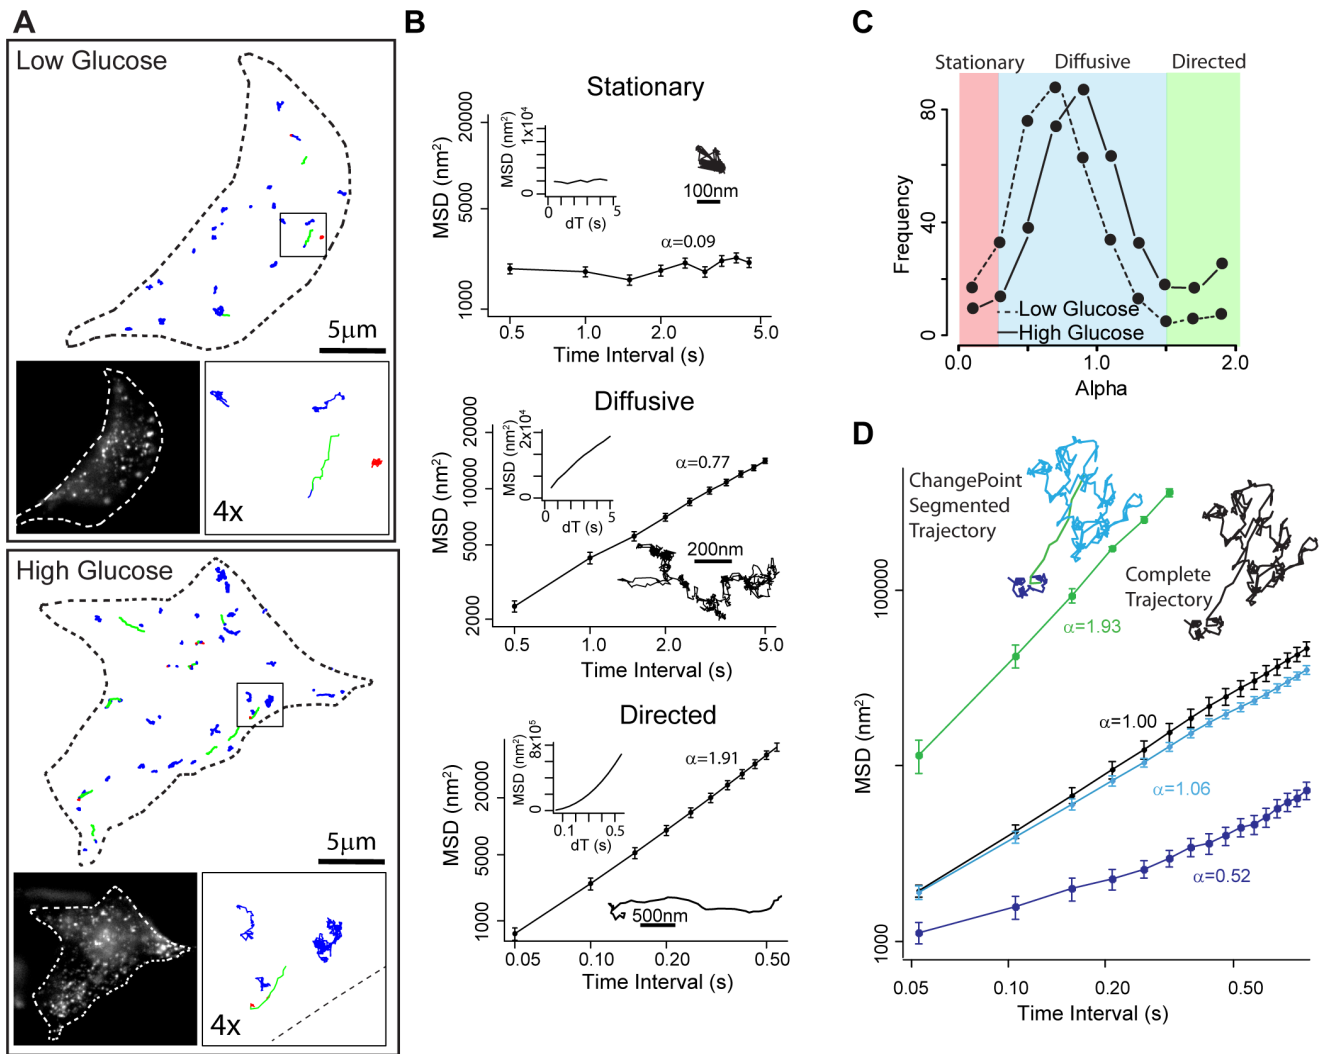 A
Low Glucose
5μm
4x
High Glucose
5μm
4x
B
Stationary
MSD (nm²)
20000
5000
1000
MSD (nm²)
1x10⁴
0
0
5
dT (s)
100nm
α=0.09
0.5
1.0
2.0
5.0
Time Interval (s)
Diffusive
MSD (nm²)
20000
10000
5000
2000
MSD (nm²)
2x10⁴
0
0
5
dT (s)
α=0.77
200nm
0.5
1.0
2.0
5.0
Time Interval (s)
Directed
MSD (nm²)
20000
5000
1000
MSD (nm²)
8x10⁵
0
0.1
0.5
dT (s)
α=1.91
500nm
0.05
0.10
0.20
0.50
Time Interval (s)
C
Stationary
Diffusive
Directed
Frequency
80
40
0
Low Glucose
High Glucose
0.0
1.0
2.0
Alpha
D
ChangePoint
Segmented
Trajectory
Complete
Trajectory
α=1.93
α=1.00
α=1.06
α=0.52
MSD (nm²)
100000
1000
0.05
0.10
0.20
0.50
Time Interval (s)